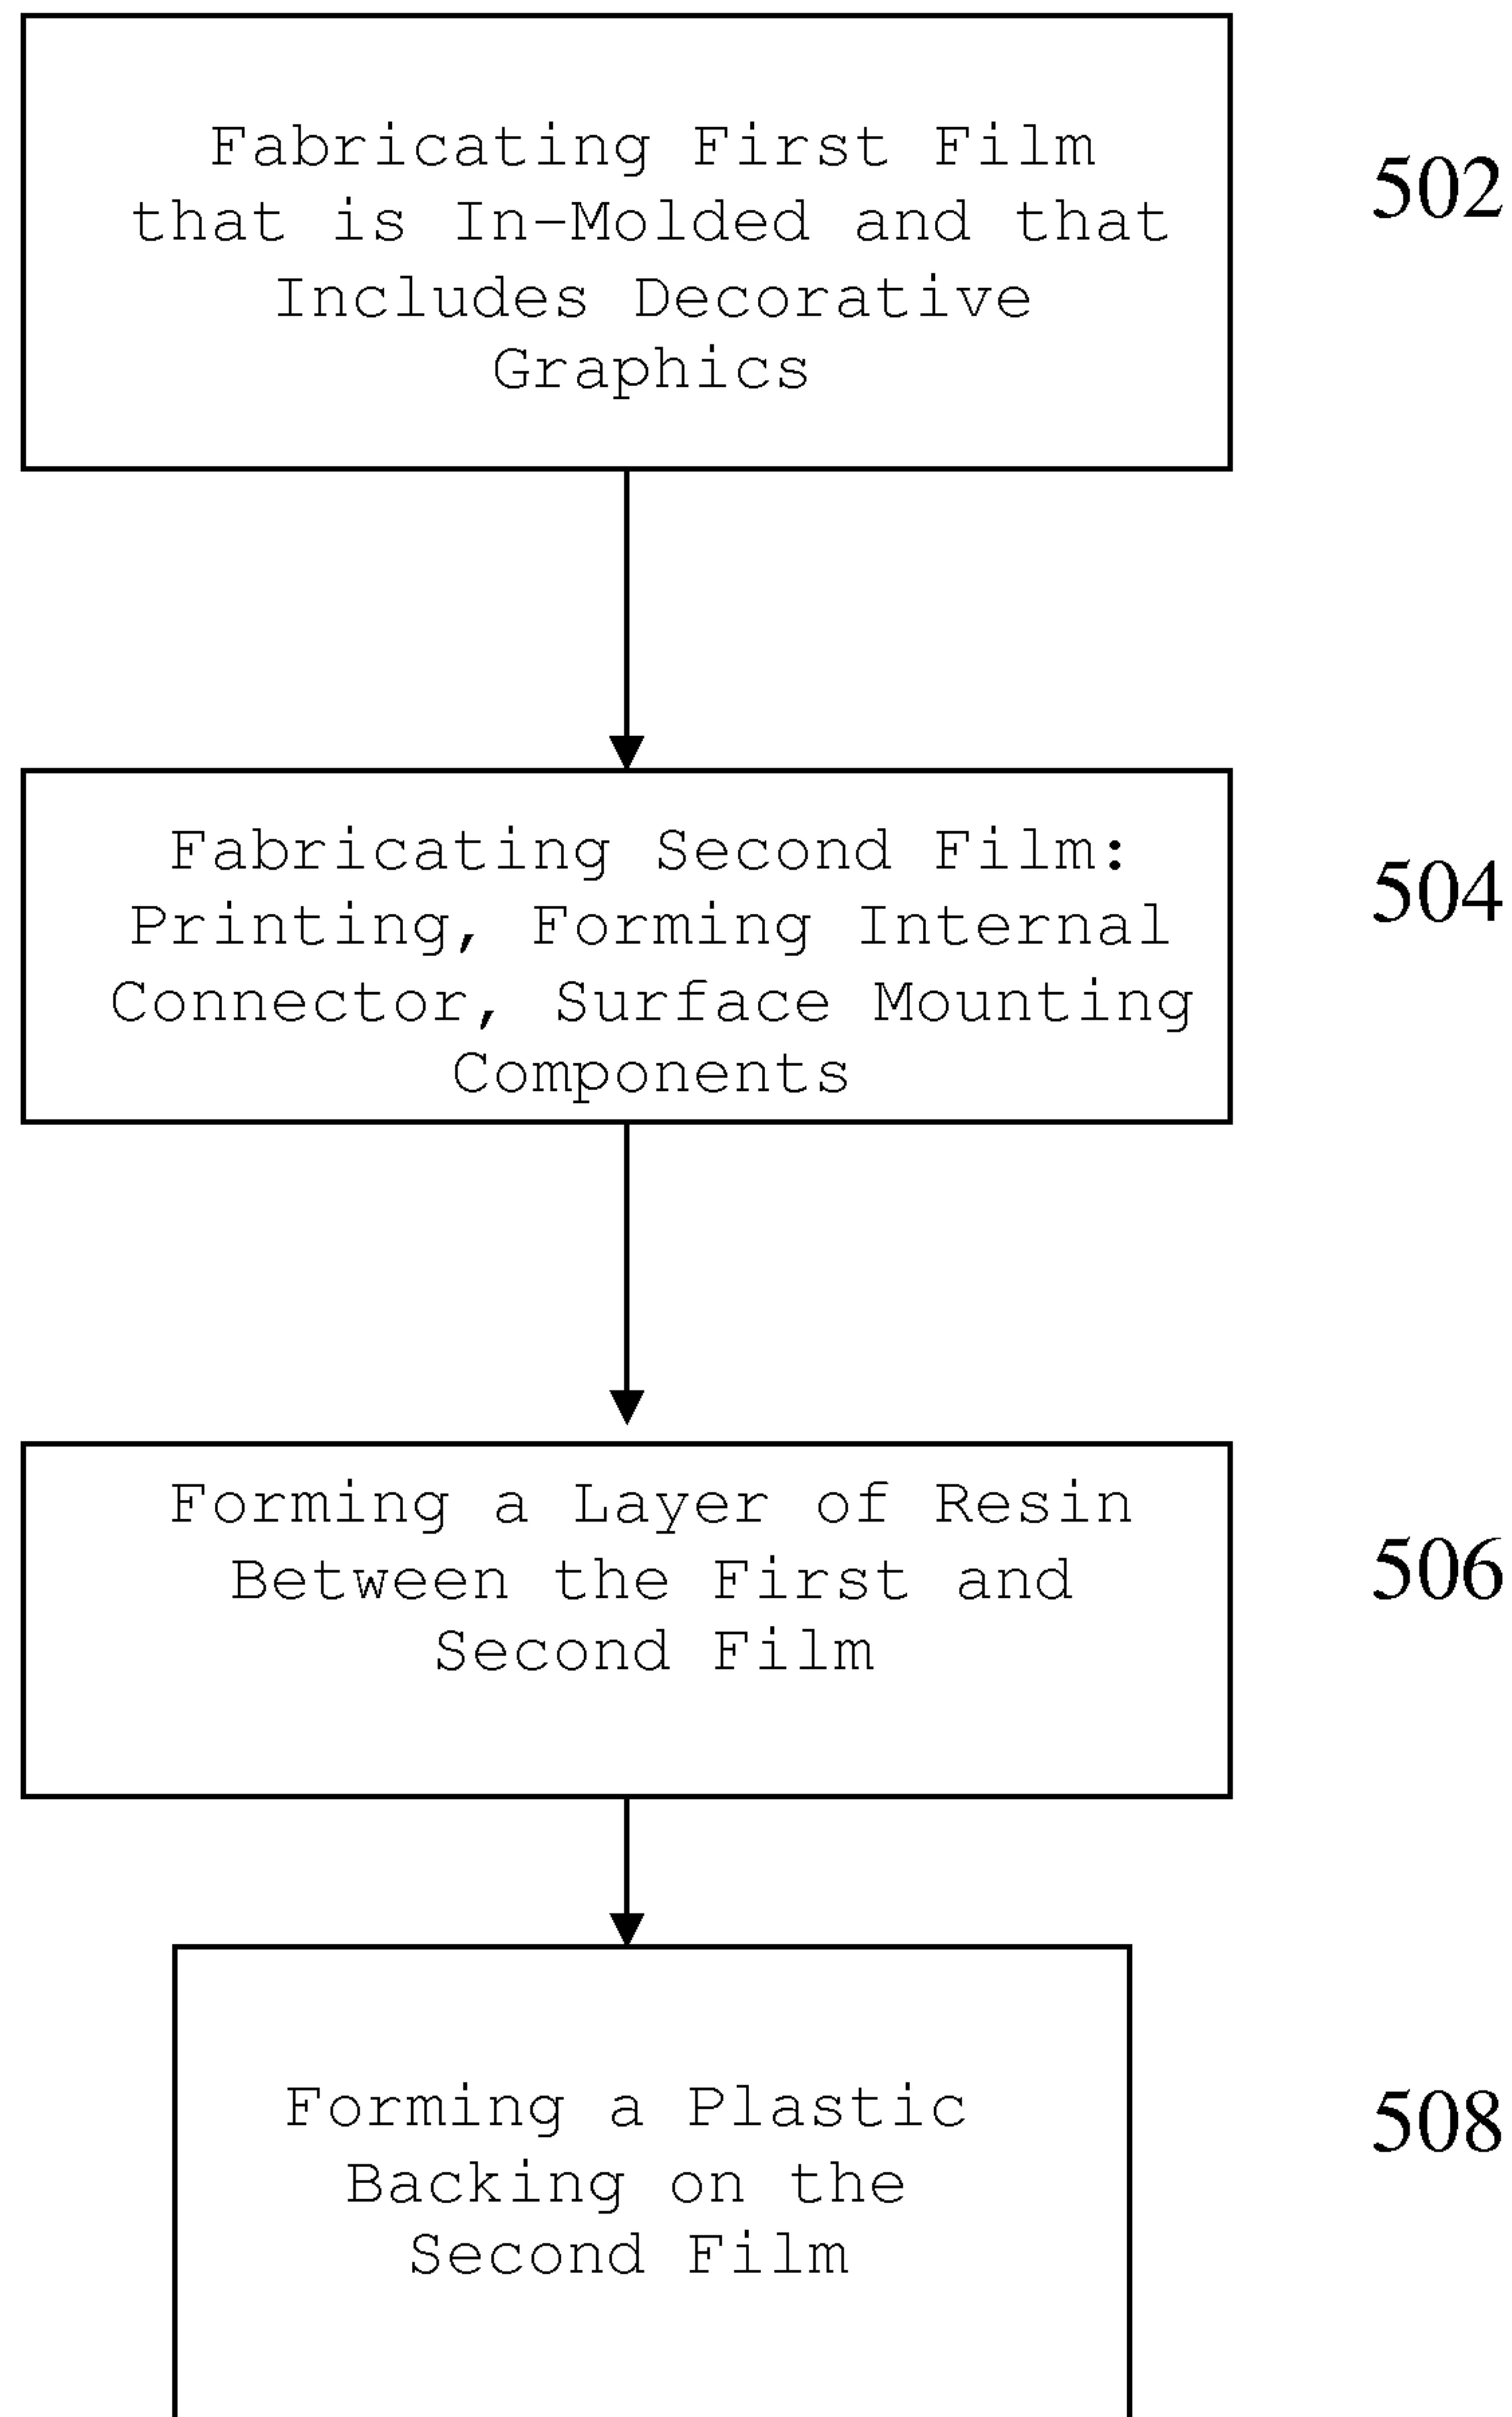 Fabricating First Film
that is In-Molded and that
Includes Decorative
Graphics
502
Fabricating Second Film:
Printing, Forming Internal
Connector, Surface Mounting
Components
504
Forming a Layer of Resin
Between the First and
Second Film
506
Forming a Plastic
Backing on the
Second Film
508